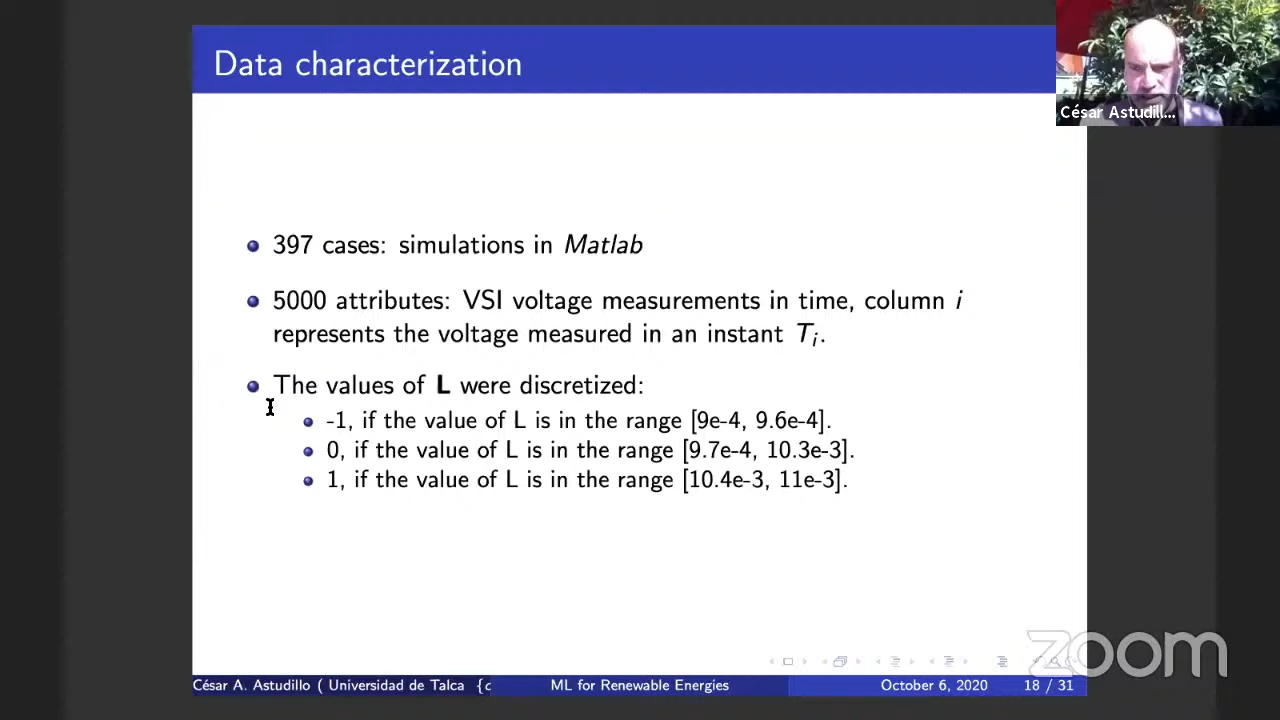 Data characterization
César Astudill...
397 cases: simulations in Matlab
5000 attributes: VSI voltage measurements in time, column i
represents the voltage measured in an instant Ti.
The values of L were discretized:
-1, if the value of L is in the range [9e-4, 9.6e-4].
0, if the value of L is in the range [9.7e-4, 10.3e-3].
1, if the value of L is in the range [10.4e-3, 11e-3].
zoom
César A. Astudillo ( Universidad de Talca {c ML for Renewable Energies October 6, 2020 18 / 31